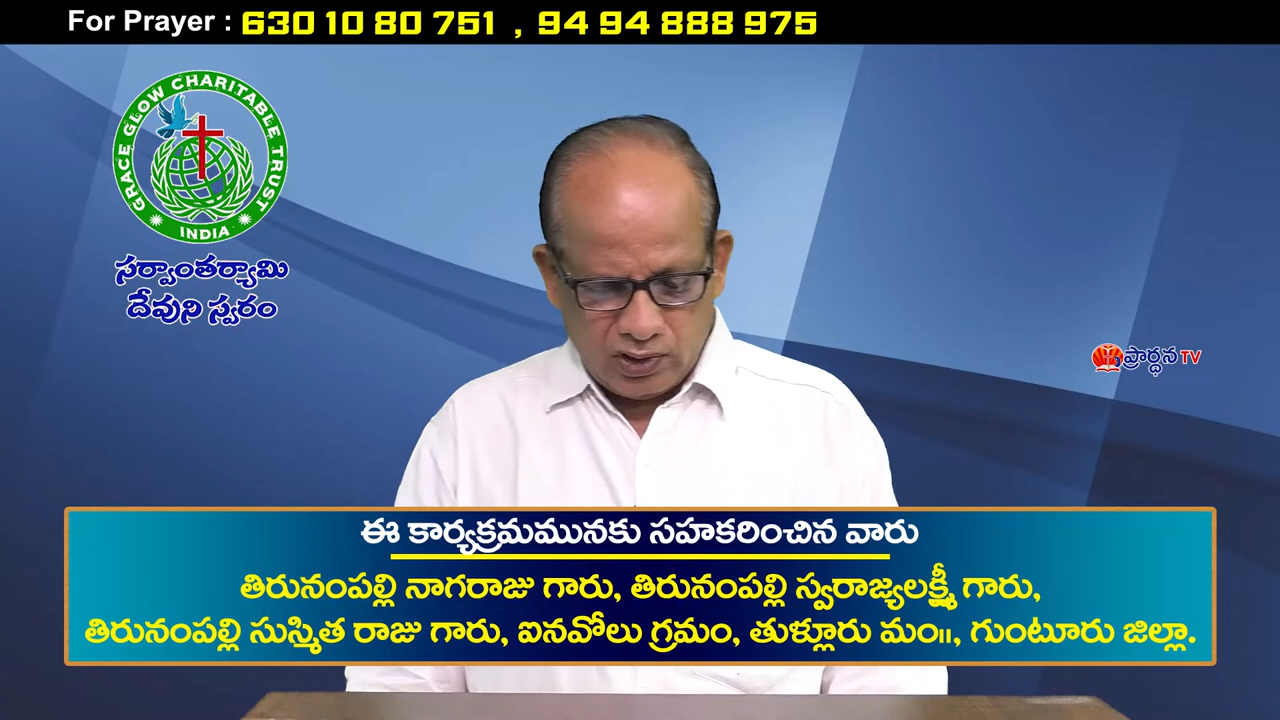 For Prayer : 630 10 80 751 , 94 94 888 975
GRACE GLOW CHARITABLE TRUST
INDIA
సర్వాంతర్యామి
దేవుని స్వరం
ప్రార్థన TV
ఈ కార్యక్రమమునకు సహకరించిన వారు
తిరునంపల్లి నాగరాజు గారు, తిరునంపల్లి స్వరాజ్యలక్ష్మీ గారు,
తిరునంపల్లి సుస్మిత రాజు గారు, ఐనవోలు గ్రమం, తుళ్లూరు మం॥, గుంటూరు జిల్లా.